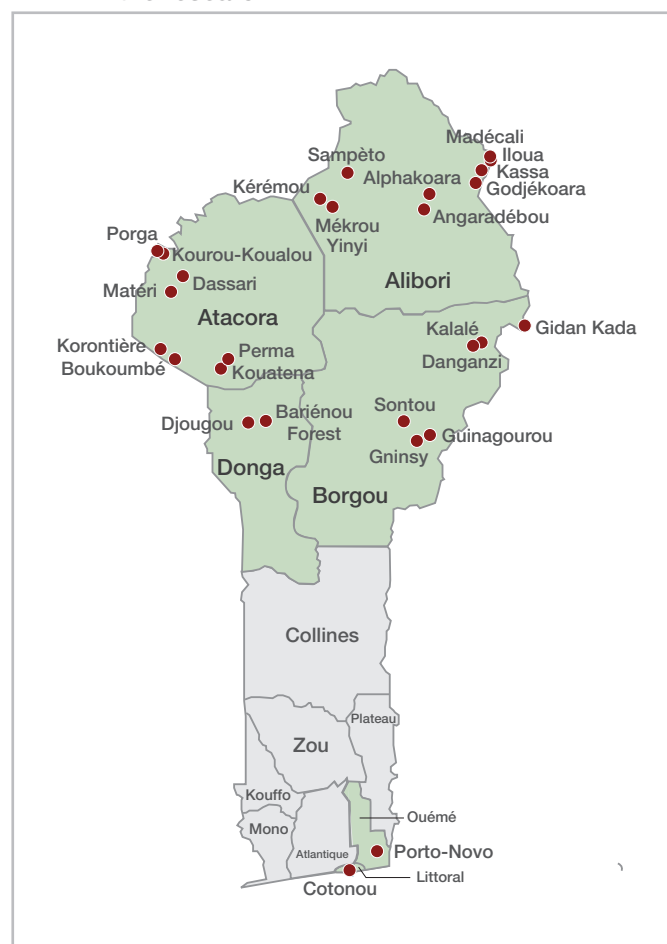 Madécali
Iloua
Sampèto
Kassa
Alphakoara
Godjékoara
Kérémou
Angaradébou
Mékrou
Yinyi
Porga
Kourou-Koualou
Dassari
Alibori
Matéri
Atacora
Kalalé
Gidan Kada
Korontière
Perma
Danganzi
Boukoumbé
Kouatena
Sontou
Bariénou
Forest
Djougou
Guinagourou
Gninsy
Donga
Borgou
Collines
Plateau
Zou
Kouffo
Ouémé
Mono
Atlantique
Porto-Novo
Littoral
Cotonou